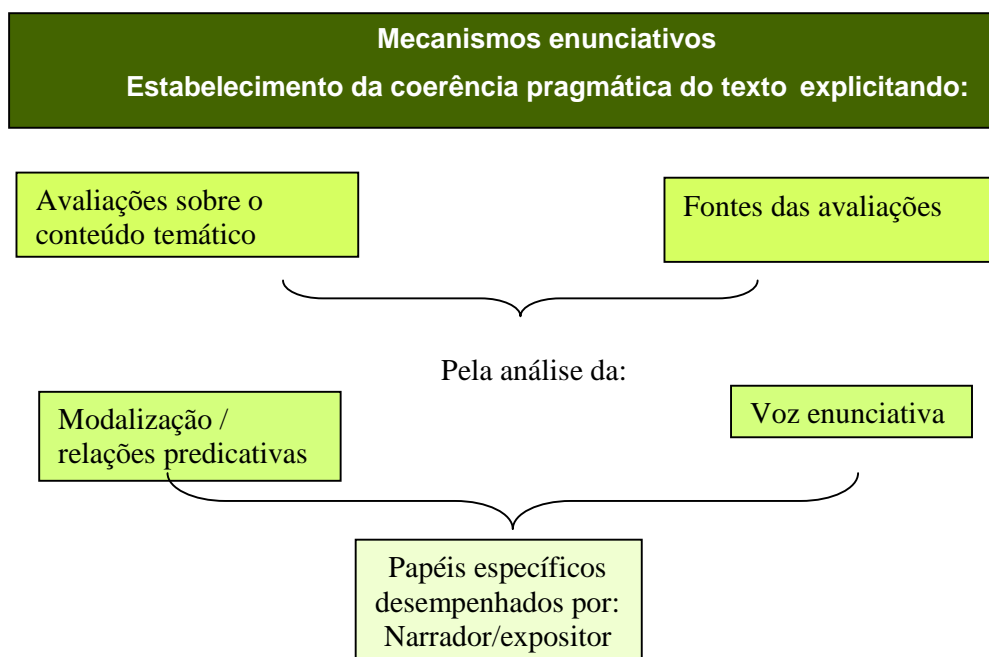 Mecanismos enunciativos
Estabelecimento da coerência pragmática do texto explicitando:
Avaliações sobre o
conteúdo temático
Fontes das avaliações
Pela análise da:
Modalização /
relações predicativas
Voz enunciativa
Papéis específicos
desempenhados por:
Narrador/expositor